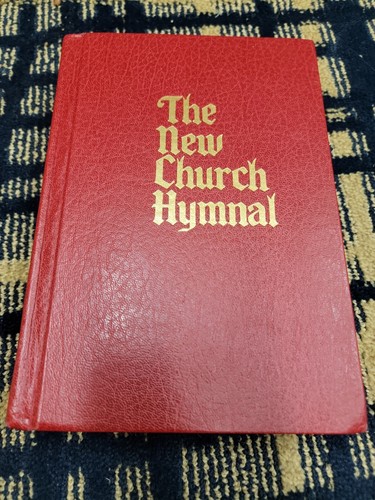 The
New
Church
Hymnal